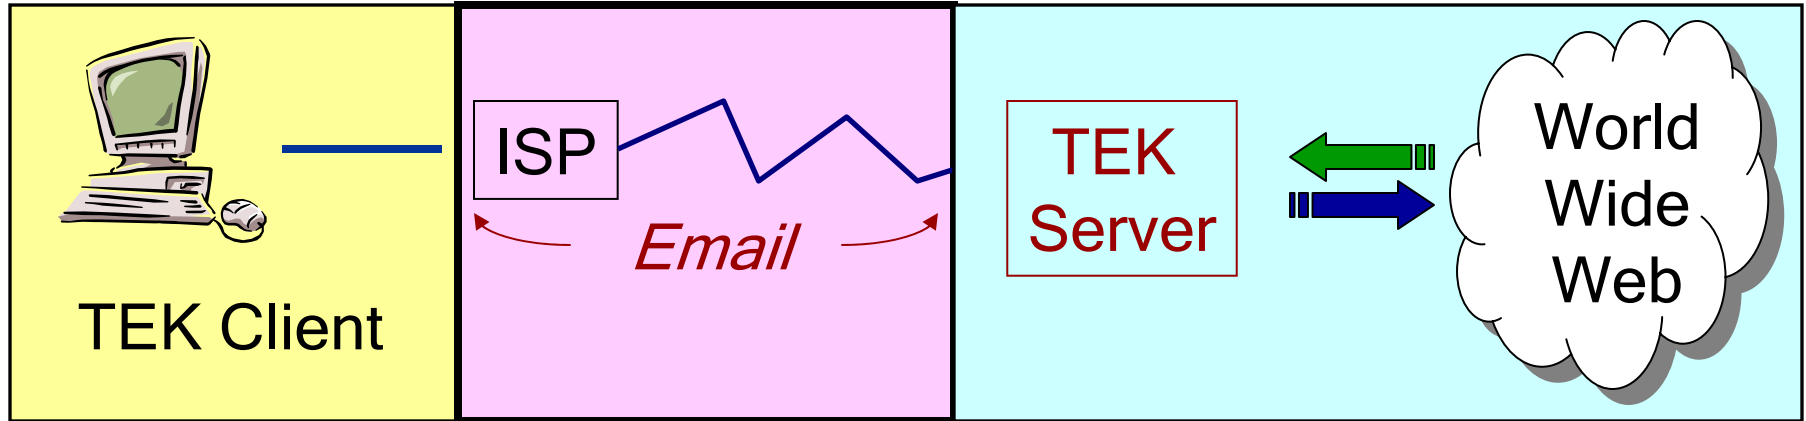 TEK Client
ISP
Email
TEK
Server
World
Wide
Web